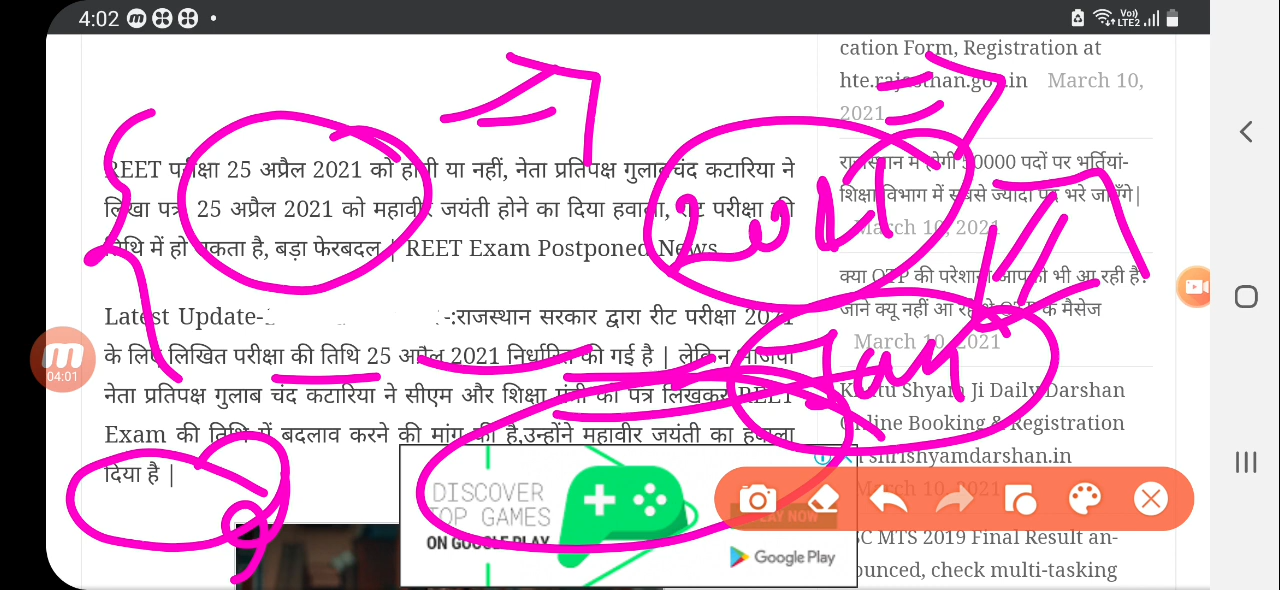 4:02
Vo)) LTE2
cation Form, Registration at
hte.rajasthan.gov.in March 10,
2021
REET परीक्षा 25 अप्रैल 2021 को होगी या नहीं, नेता प्रतिपक्ष गुलाबचंद कटारिया ने
लिखा पत्र, 25 अप्रैल 2021 को महावीर जयंती होने का दिया हवाला, रीट परीक्षा की
तिथि में हो सकता है, बड़ा फेरबदल | REET Exam Postponed News
2021
राजस्थान में होगी 50000 पदों पर भर्तियां-
शिक्षा विभाग में सबसे ज्यादा पद भरे जाएँगे|
March 10, 2021
क्या OTP की परेशानी आपको भी आ रही है?
जाने क्यू नहीं आ रहे थे OTP के मैसेज
March 10, 2021
Latest Update- -:राजस्थान सरकार द्वारा रीट परीक्षा 2021
के लिए लिखित परीक्षा की तिथि 25 अप्रैल 2021 निर्धारित की गई है | लेकिन भाजपा
नेता प्रतिपक्ष गुलाब चंद कटारिया ने सीएम और शिक्षा मंत्री को पत्र लिखकर REET
Exam की तिथि में बदलाव करने की मांग की है,उन्होंने महावीर जयंती का हवाला
दिया है |
04:01
Khatu Shyam Ji Daily Darshan
Online Booking & Registration
shrishyamdarshan.in
March 10, 2021
DISCOVER
TOP GAMES
ON GOOGLE PLAY
PLAY NOW
Google Play
SSC MTS 2019 Final Result an-
nounced, check multi-tasking